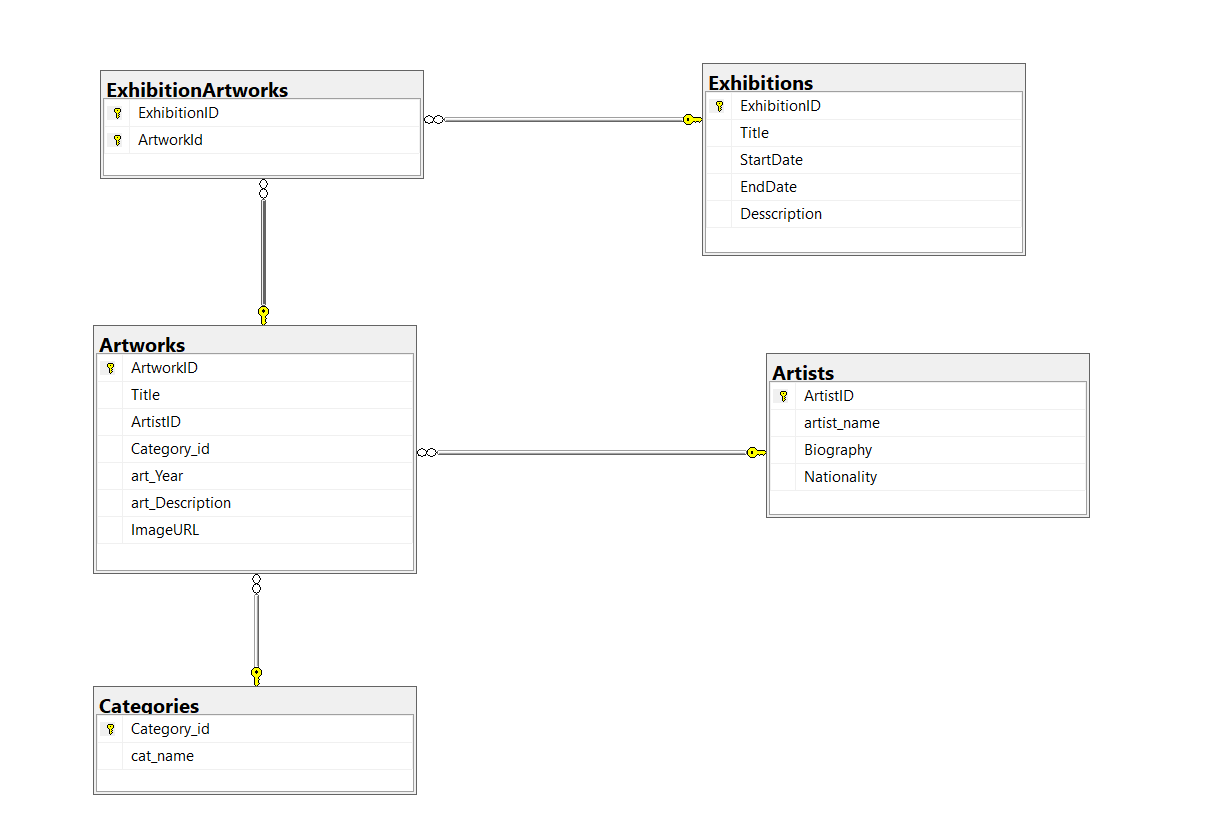 ExhibitionArtworks
ExhibitionID
ArtworkId
Exhibitions
ExhibitionID
Title
StartDate
EndDate
Desscription
Artworks
ArtworkID
Title
ArtistID
Category_id
art_Year
art_Description
ImageURL
Artists
ArtistID
artist_name
Biography
Nationality
Categories
Category_id
cat_name